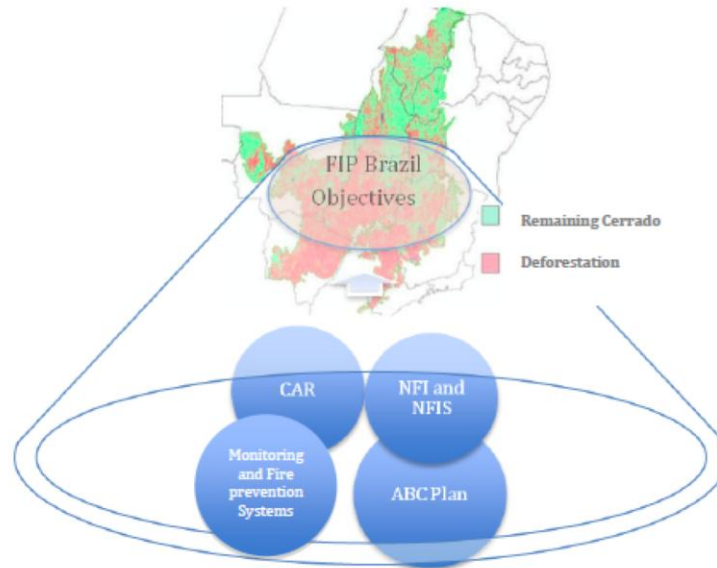 FIP Brazil
Objectives
Remaining Cerrado
Deforestation
CAR
NFI and
NFIS
Monitoring
and Fire
prevention
Systems
ABC Plan